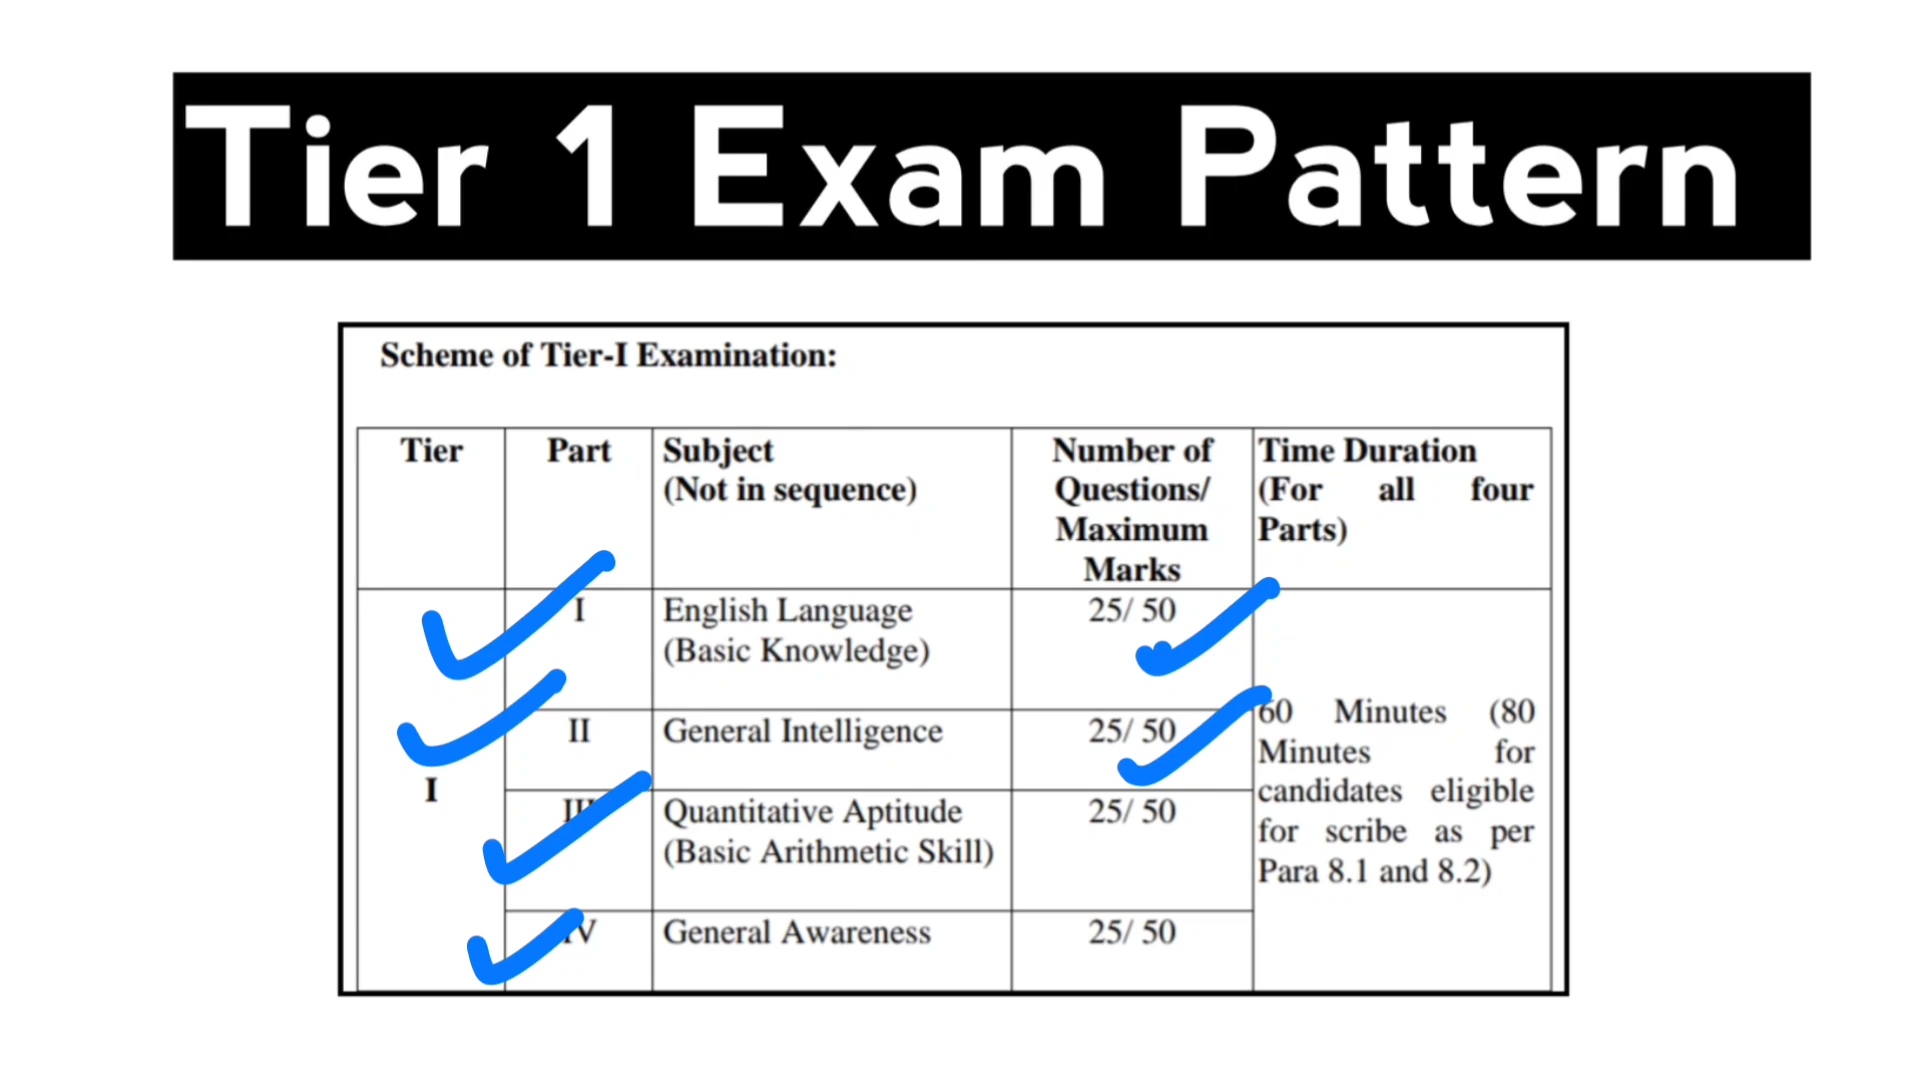 Tier 1 Exam Pattern
Scheme of Tier-I Examination:
Tier Part Subject Number of Time Duration
(Not in sequence) Questions/ (For all four
Maximum Parts)
Marks
I English Language 25/ 50
(Basic Knowledge)
60 Minutes (80
II General Intelligence 25/ 50
Minutes for
I
candidates eligible
III Quantitative Aptitude 25/ 50
for scribe as per
(Basic Arithmetic Skill)
Para 8.1 and 8.2)
IV General Awareness 25/ 50